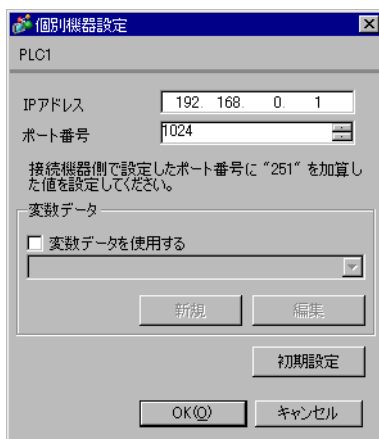 個別機器設定
PLC1
IPアドレス 192. 168. 0. 1
ポート番号 1024
接続機器側で設定したポート番号に "251" を加算し
た値を設定してください。
変数データ
変数データを使用する
新規 編集
初期設定
OK(O) キャンセル